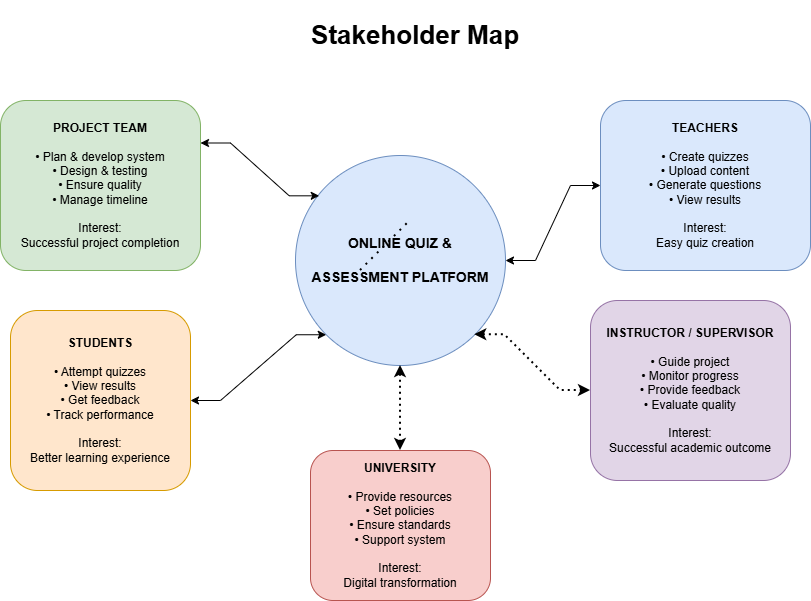 Stakeholder Map
PROJECT TEAM
• Plan & develop system
• Design & testing
• Ensure quality
• Manage timeline
Interest:
Successful project completion
TEACHERS
• Create quizzes
• Upload content
• Generate questions
• View results
Interest:
Easy quiz creation
ONLINE QUIZ &
ASSESSMENT PLATFORM
STUDENTS
• Attempt quizzes
• View results
• Get feedback
• Track performance
Interest:
Better learning experience
INSTRUCTOR / SUPERVISOR
• Guide project
• Monitor progress
• Provide feedback
• Evaluate quality
Interest:
Successful academic outcome
UNIVERSITY
• Provide resources
• Set policies
• Ensure standards
• Support system
Interest:
Digital transformation